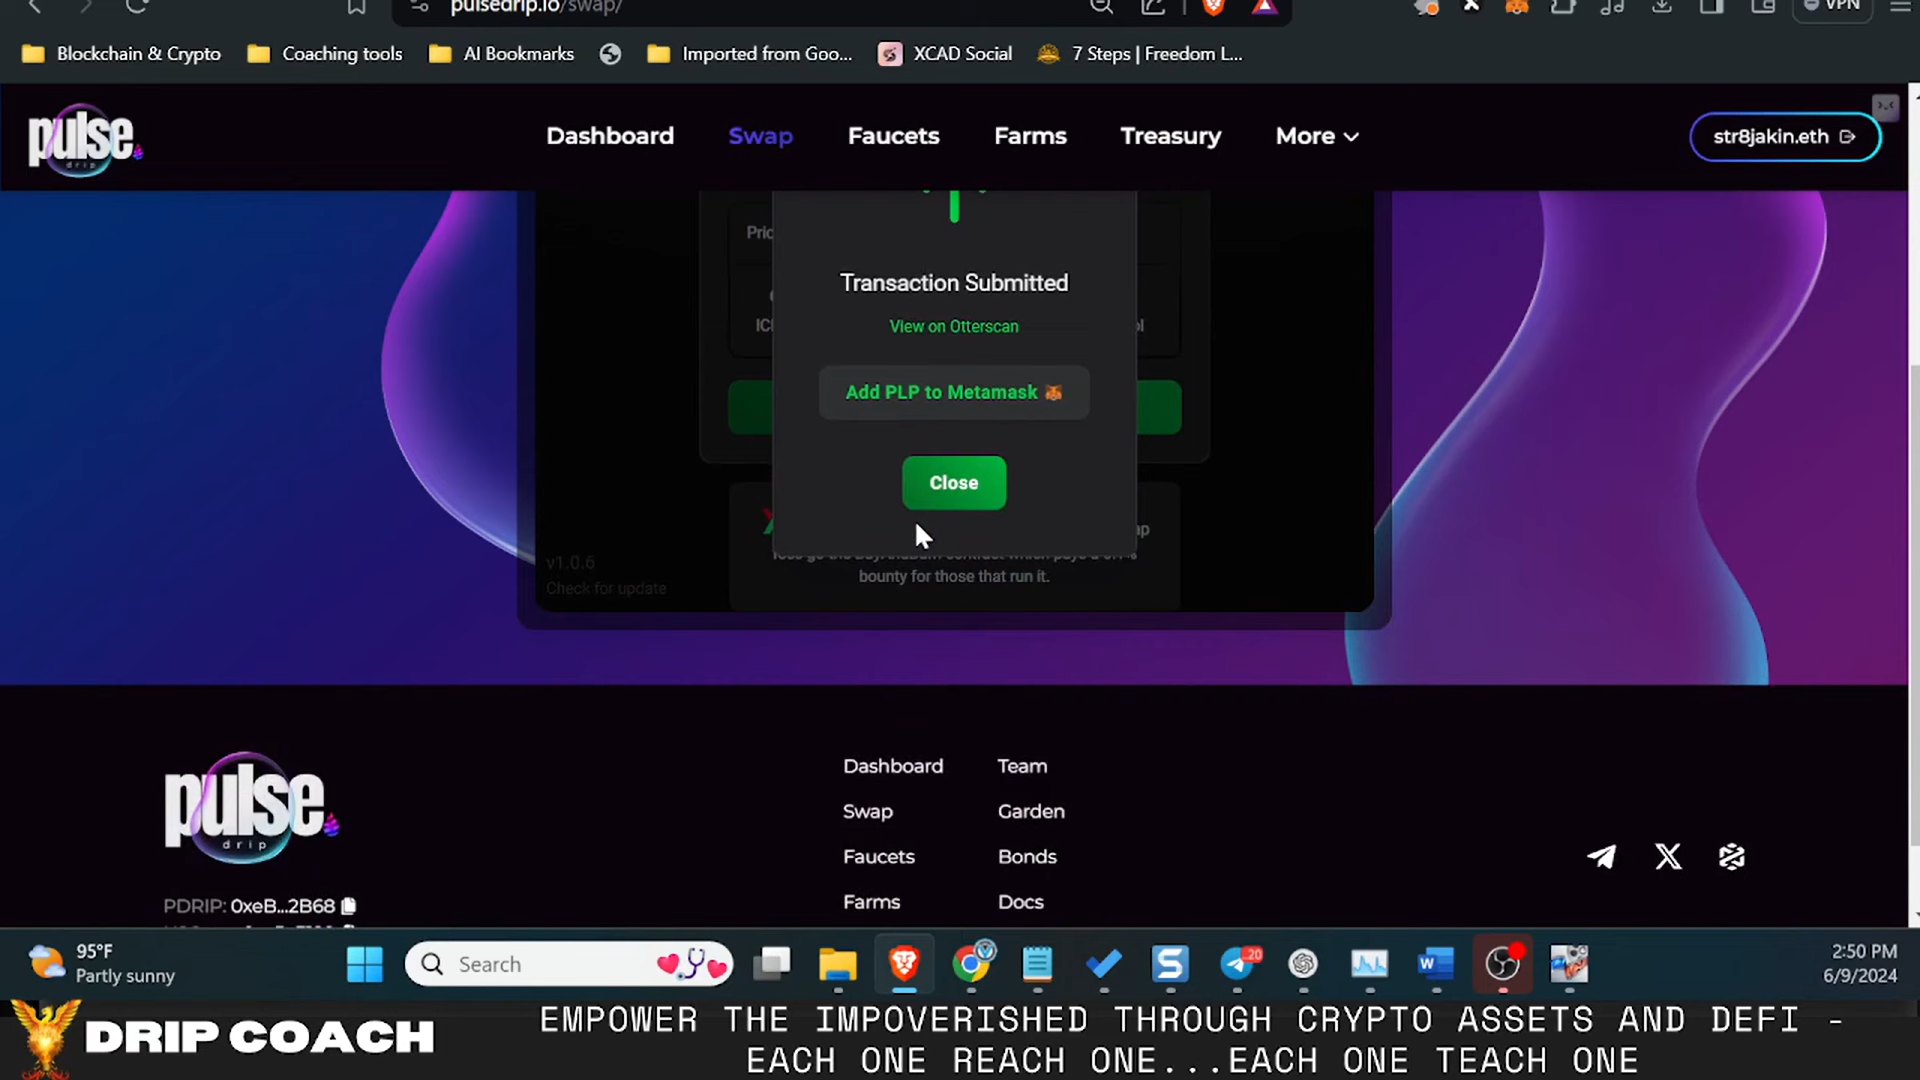 pulsedrip.io/swap/
VPN
Blockchain & Crypto
Coaching tools
AI Bookmarks
Imported from Goo...
XCAD Social
7 Steps | Freedom L...
pulse
drip
Dashboard
Swap
Faucets
Farms
Treasury
More
str8jakin.eth
Transaction Submitted
View on Otterscan
Add PLP to Metamask
Close
bounty for those that run it.
v1.0.6
Check for update
pulse
drip
Dashboard
Team
Swap
Garden
Faucets
Bonds
Farms
Docs
PDRIP: 0xeB...2B68
95°F
Partly sunny
Search
20
2:50 PM
6/9/2024
DRIP COACH
EMPOWER THE IMPOVERISHED THROUGH CRYPTO ASSETS AND DEFI -
EACH ONE REACH ONE...EACH ONE TEACH ONE